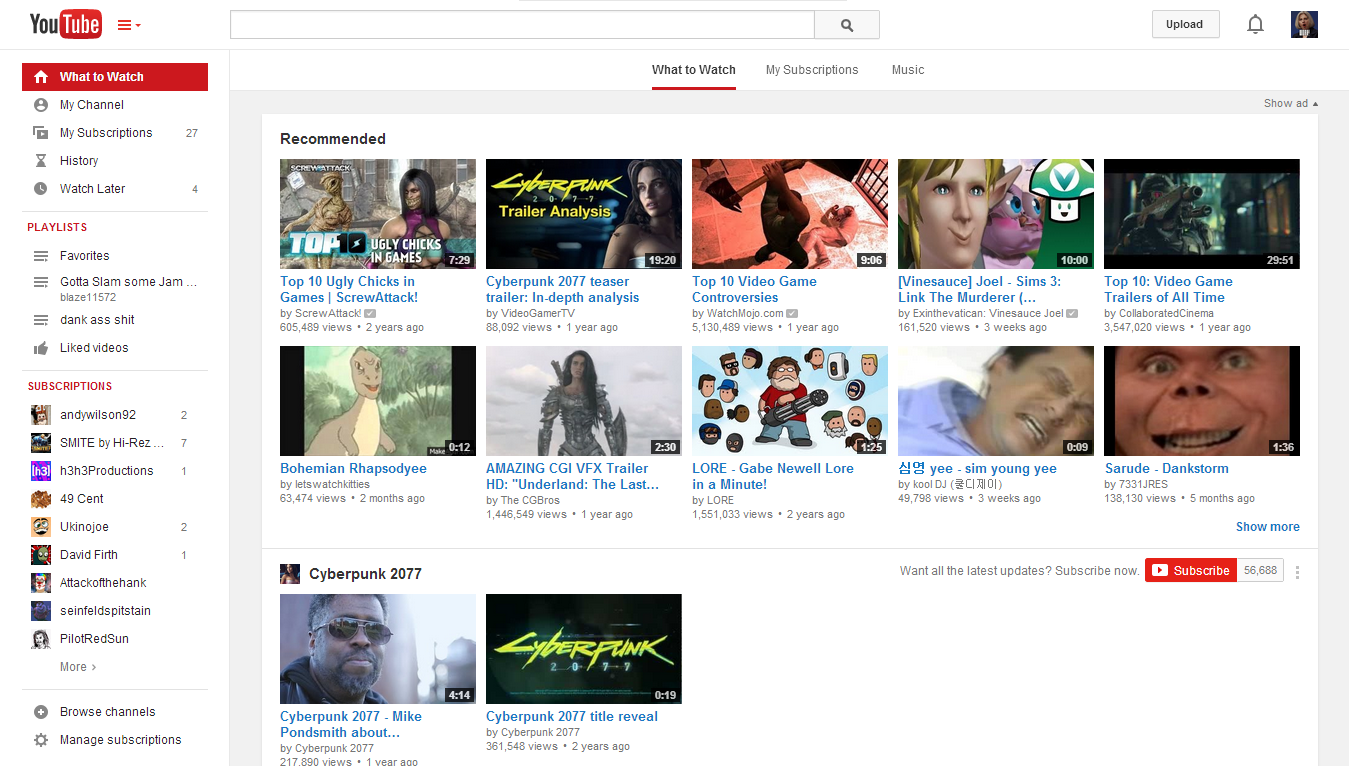 YouTube
Upload
What to Watch
My Channel
My Subscriptions 27
History
Watch Later 4
PLAYLISTS
Favorites
Gotta Slam some Jam ...
blaze11572
dank ass shit
Liked videos
SUBSCRIPTIONS
andywilson92 2
SMITE by Hi-Rez ... 7
h3h3Productions 1
49 Cent
Ukinojoe 2
David Firth 1
Attackofthehank
seinfeldspitstain
PilotRedSun
More ›
Browse channels
Manage subscriptions
What to Watch My Subscriptions Music
Show ad
Recommended
SCREWATTACK!
TOP UGLY CHICKS
IN GAMES
7:29
Top 10 Ugly Chicks in
Games | ScrewAttack!
by ScrewAttack!
605,489 views • 2 years ago
CYBERPUNK
2077
Trailer Analysis
19:20
Cyberpunk 2077 teaser
trailer: In-depth analysis
by VideoGamerTV
88,092 views • 1 year ago
9:06
Top 10 Video Game
Controversies
by WatchMojo.com
5,130,489 views • 1 year ago
10:00
[Vinesauce] Joel - Sims 3:
Link The Murderer (...
by Exinthevatican: Vinesauce Joel
161,520 views • 3 weeks ago
29:51
Top 10: Video Game
Trailers of All Time
by CollaboratedCinema
3,547,020 views • 1 year ago
Make
0:12
Bohemian Rhapsodyee
by letswatchkitties
63,474 views • 2 months ago
2:30
AMAZING CGI VFX Trailer
HD: "Underland: The Last...
by The CGBros
1,446,549 views • 1 year ago
1:25
LORE - Gabe Newell Lore
in a Minute!
by LORE
1,551,033 views • 2 years ago
0:09
심영 yee - sim young yee
by kool DJ (쿨디제이)
49,798 views • 3 weeks ago
1:36
Sarude - Dankstorm
by 7331JRES
138,130 views • 5 months ago
Show more
Cyberpunk 2077
Want all the latest updates? Subscribe now. Subscribe 56,688
4:14
Cyberpunk 2077 - Mike
Pondsmith about...
by Cyberpunk 2077
217,890 views • 1 year ago
CYBERPUNK
2077
0:19
Cyberpunk 2077 title reveal
by Cyberpunk 2077
361,548 views • 2 years ago